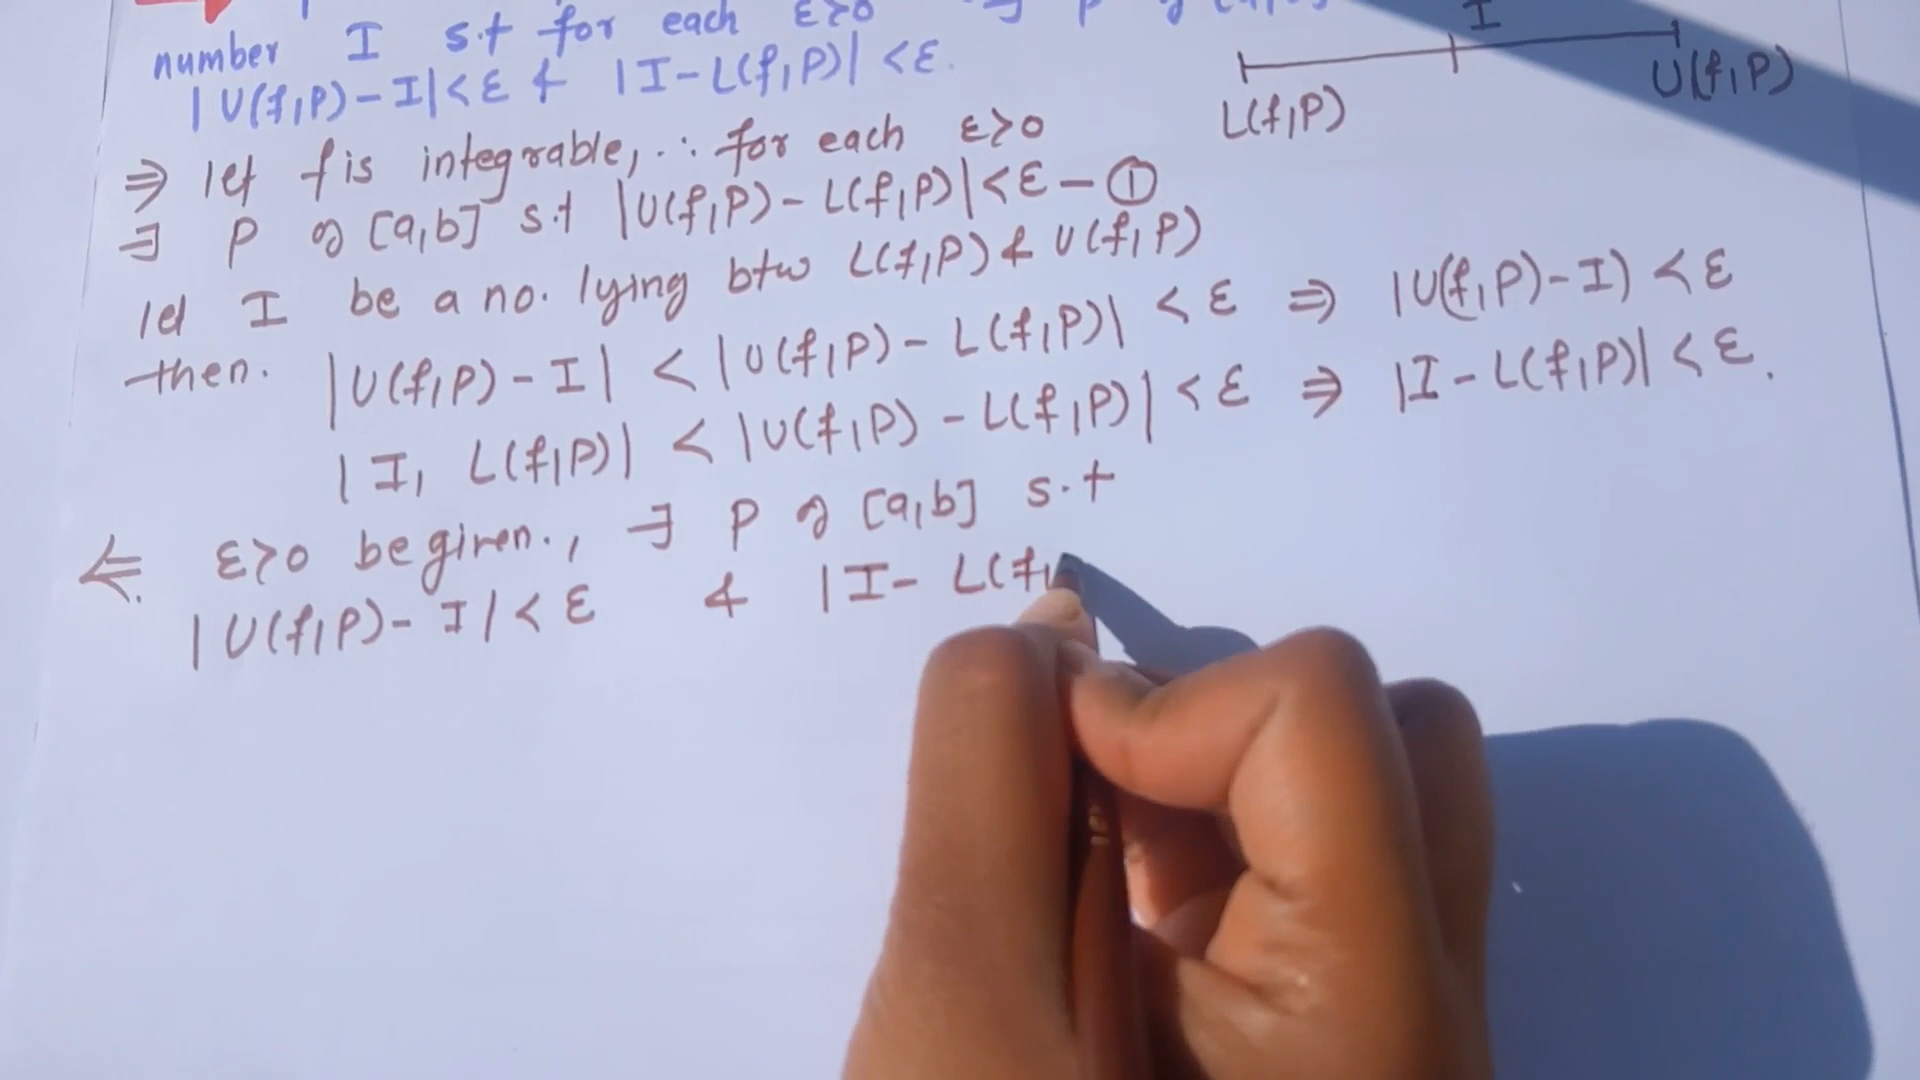 number I s.t for each ε>0 ∃ P of
|U(f,P)-I|<ε & |I-L(f,P)|<ε.
I
L(f,P) U(f,P)
⇒ let f is integrable, ∴ for each ε>0
∃ P of [a,b] s.t |U(f,P)-L(f,P)|<ε-①
let I be a no. lying btw L(f,P) & U(f,P)
then. |U(f,P)-I| < |U(f,P)-L(f,P)| < ε ⇒ |U(f,P)-I) < ε
|I, L(f,P)| < |U(f,P)-L(f,P)| < ε ⇒ |I-L(f,P)| < ε.
⇐. ε>0 be given., ∃ P of [a,b] s.t
|U(f,P)-I|< ε & |I- L(f,